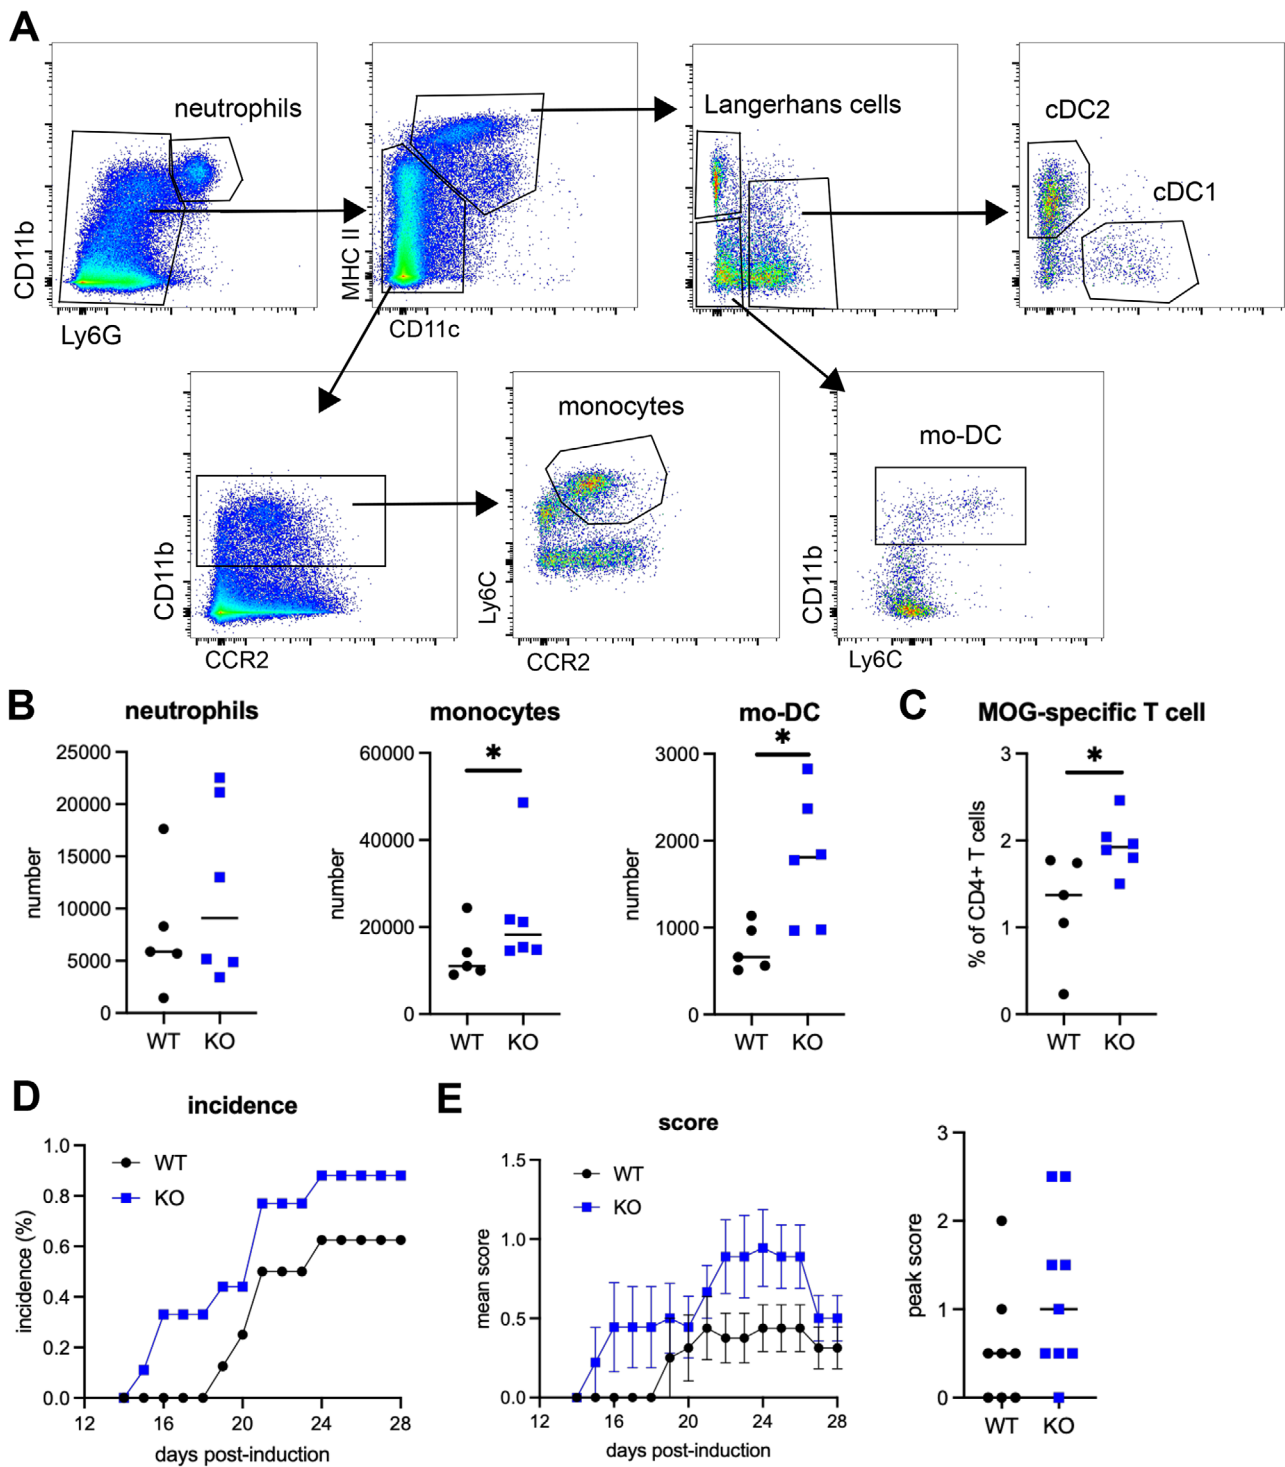 A
neutrophils
CD11b
Ly6G
MHC II
CD11c
Langerhans cells
cDC2
cDC1
CD11b
CCR2
monocytes
Ly6C
CCR2
mo-DC
CD11b
Ly6C
B
neutrophils
number
25000
20000
15000
10000
5000
0
WT
KO
monocytes
*
number
60000
40000
20000
0
WT
KO
mo-DC
*
number
3000
2000
1000
0
WT
KO
C
MOG-specific T cell
*
% of CD4+ T cells
3
2
1
0
WT
KO
D
incidence
WT
KO
incidence (%)
1.0
0.8
0.6
0.4
0.2
0.0
12 16 20 24 28
days post-induction
E
score
WT
KO
mean score
1.5
1.0
0.5
0.0
12 16 20 24 28
days post-induction
peak score
3
2
1
0
WT
KO